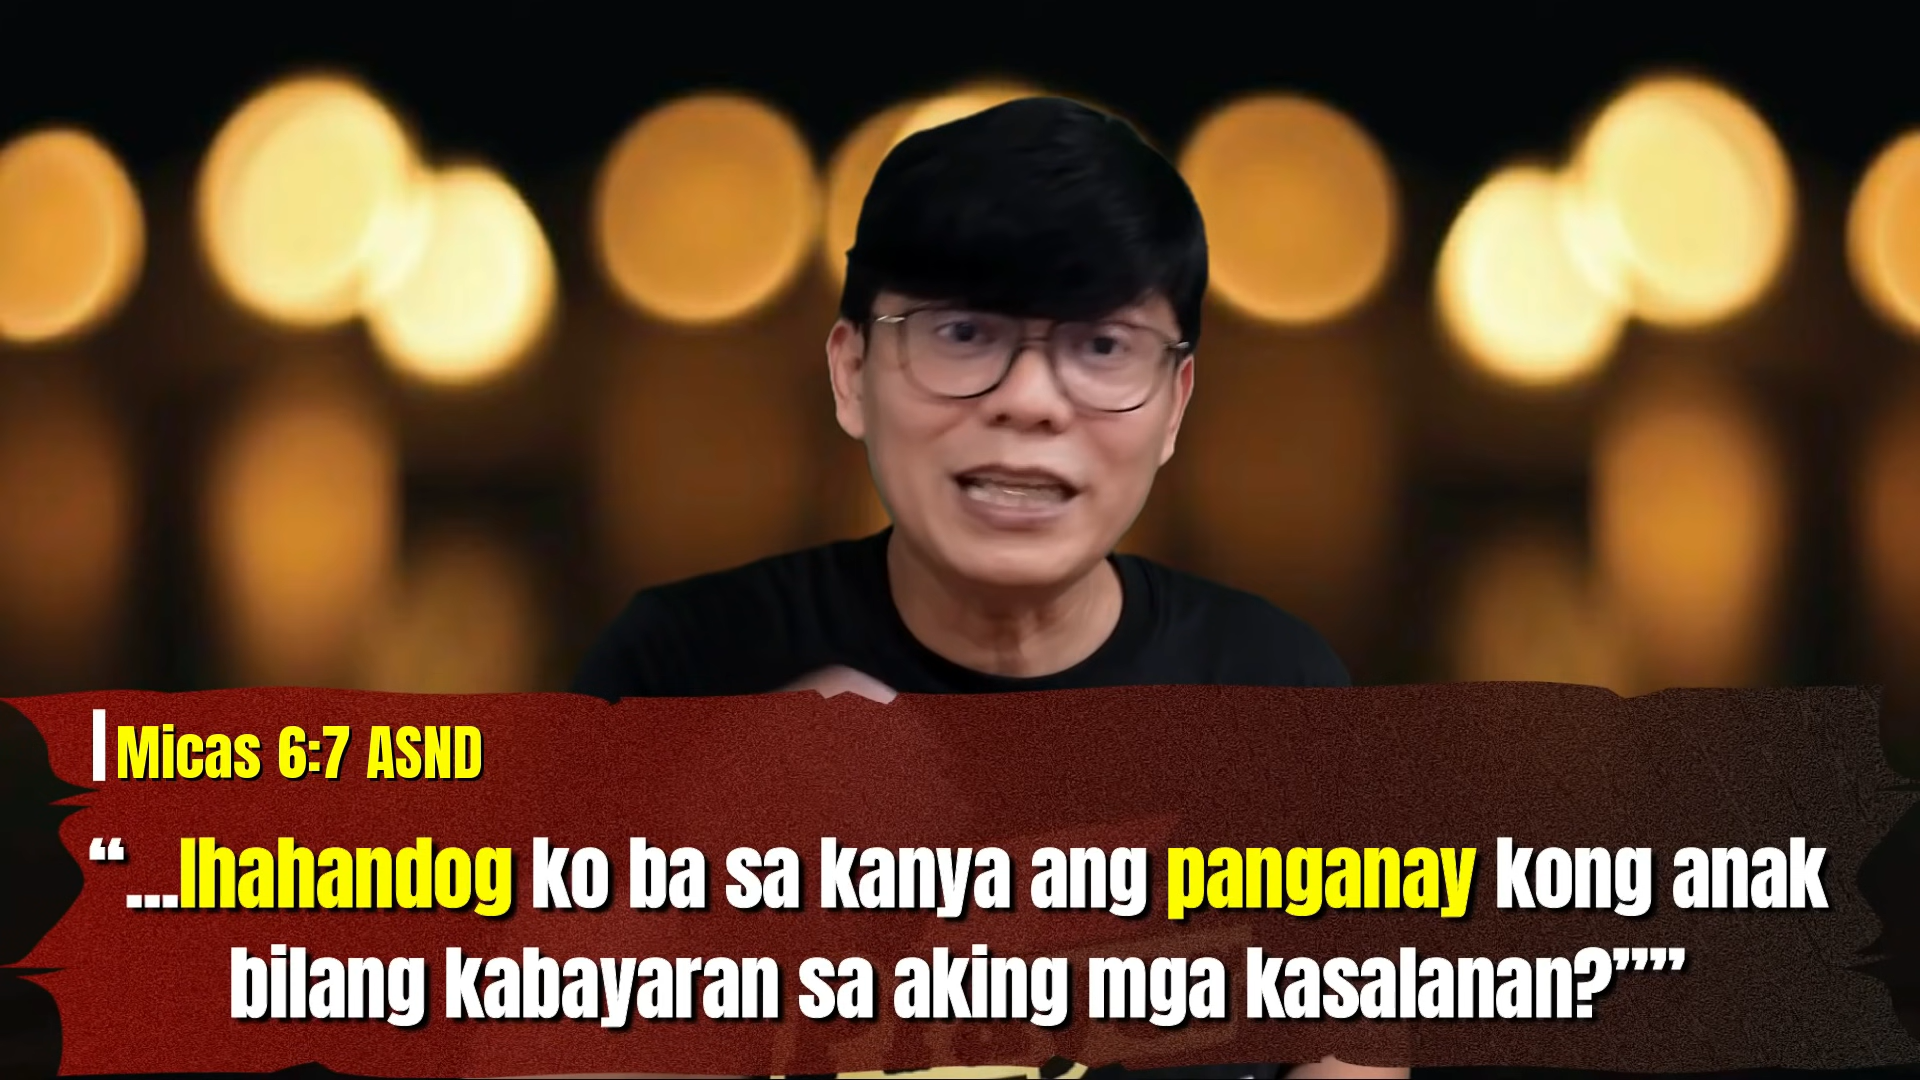 Micas 6:7 ASND
“...Ihahandog ko ba sa kanya ang panganay kong anak
bilang kabayaran sa aking mga kasalanan?””